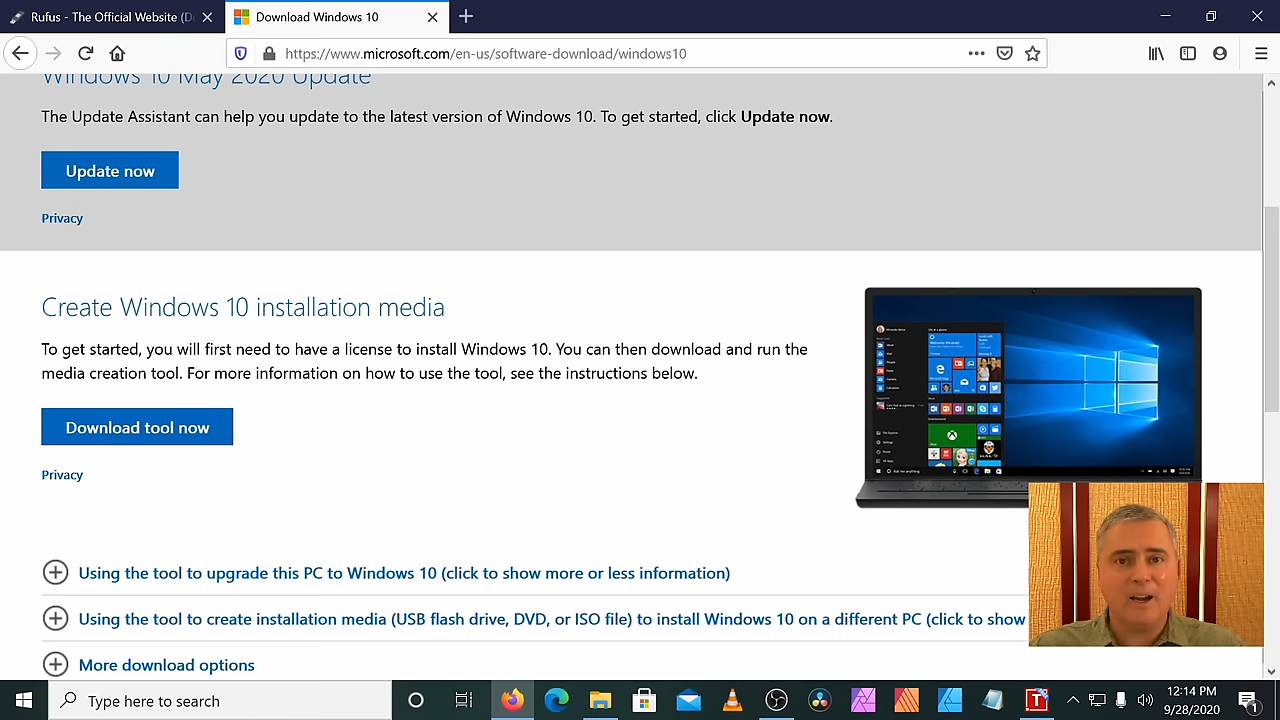 Rufus - The Official Website (D
Download Windows 10
https://www.microsoft.com/en-us/software-download/windows10
Windows 10 May 2020 Update
The Update Assistant can help you update to the latest version of Windows 10. To get started, click Update now.
Update now
Privacy
Create Windows 10 installation media
To get started, you will first need to have a license to install Windows 10. You can then download and run the
media creation tool. For more information on how to use the tool, see the instructions below.
Download tool now
Privacy
Using the tool to upgrade this PC to Windows 10 (click to show more or less information)
Using the tool to create installation media (USB flash drive, DVD, or ISO file) to install Windows 10 on a different PC (click to show
More download options
Type here to search
12:14 PM
9/28/2020
1